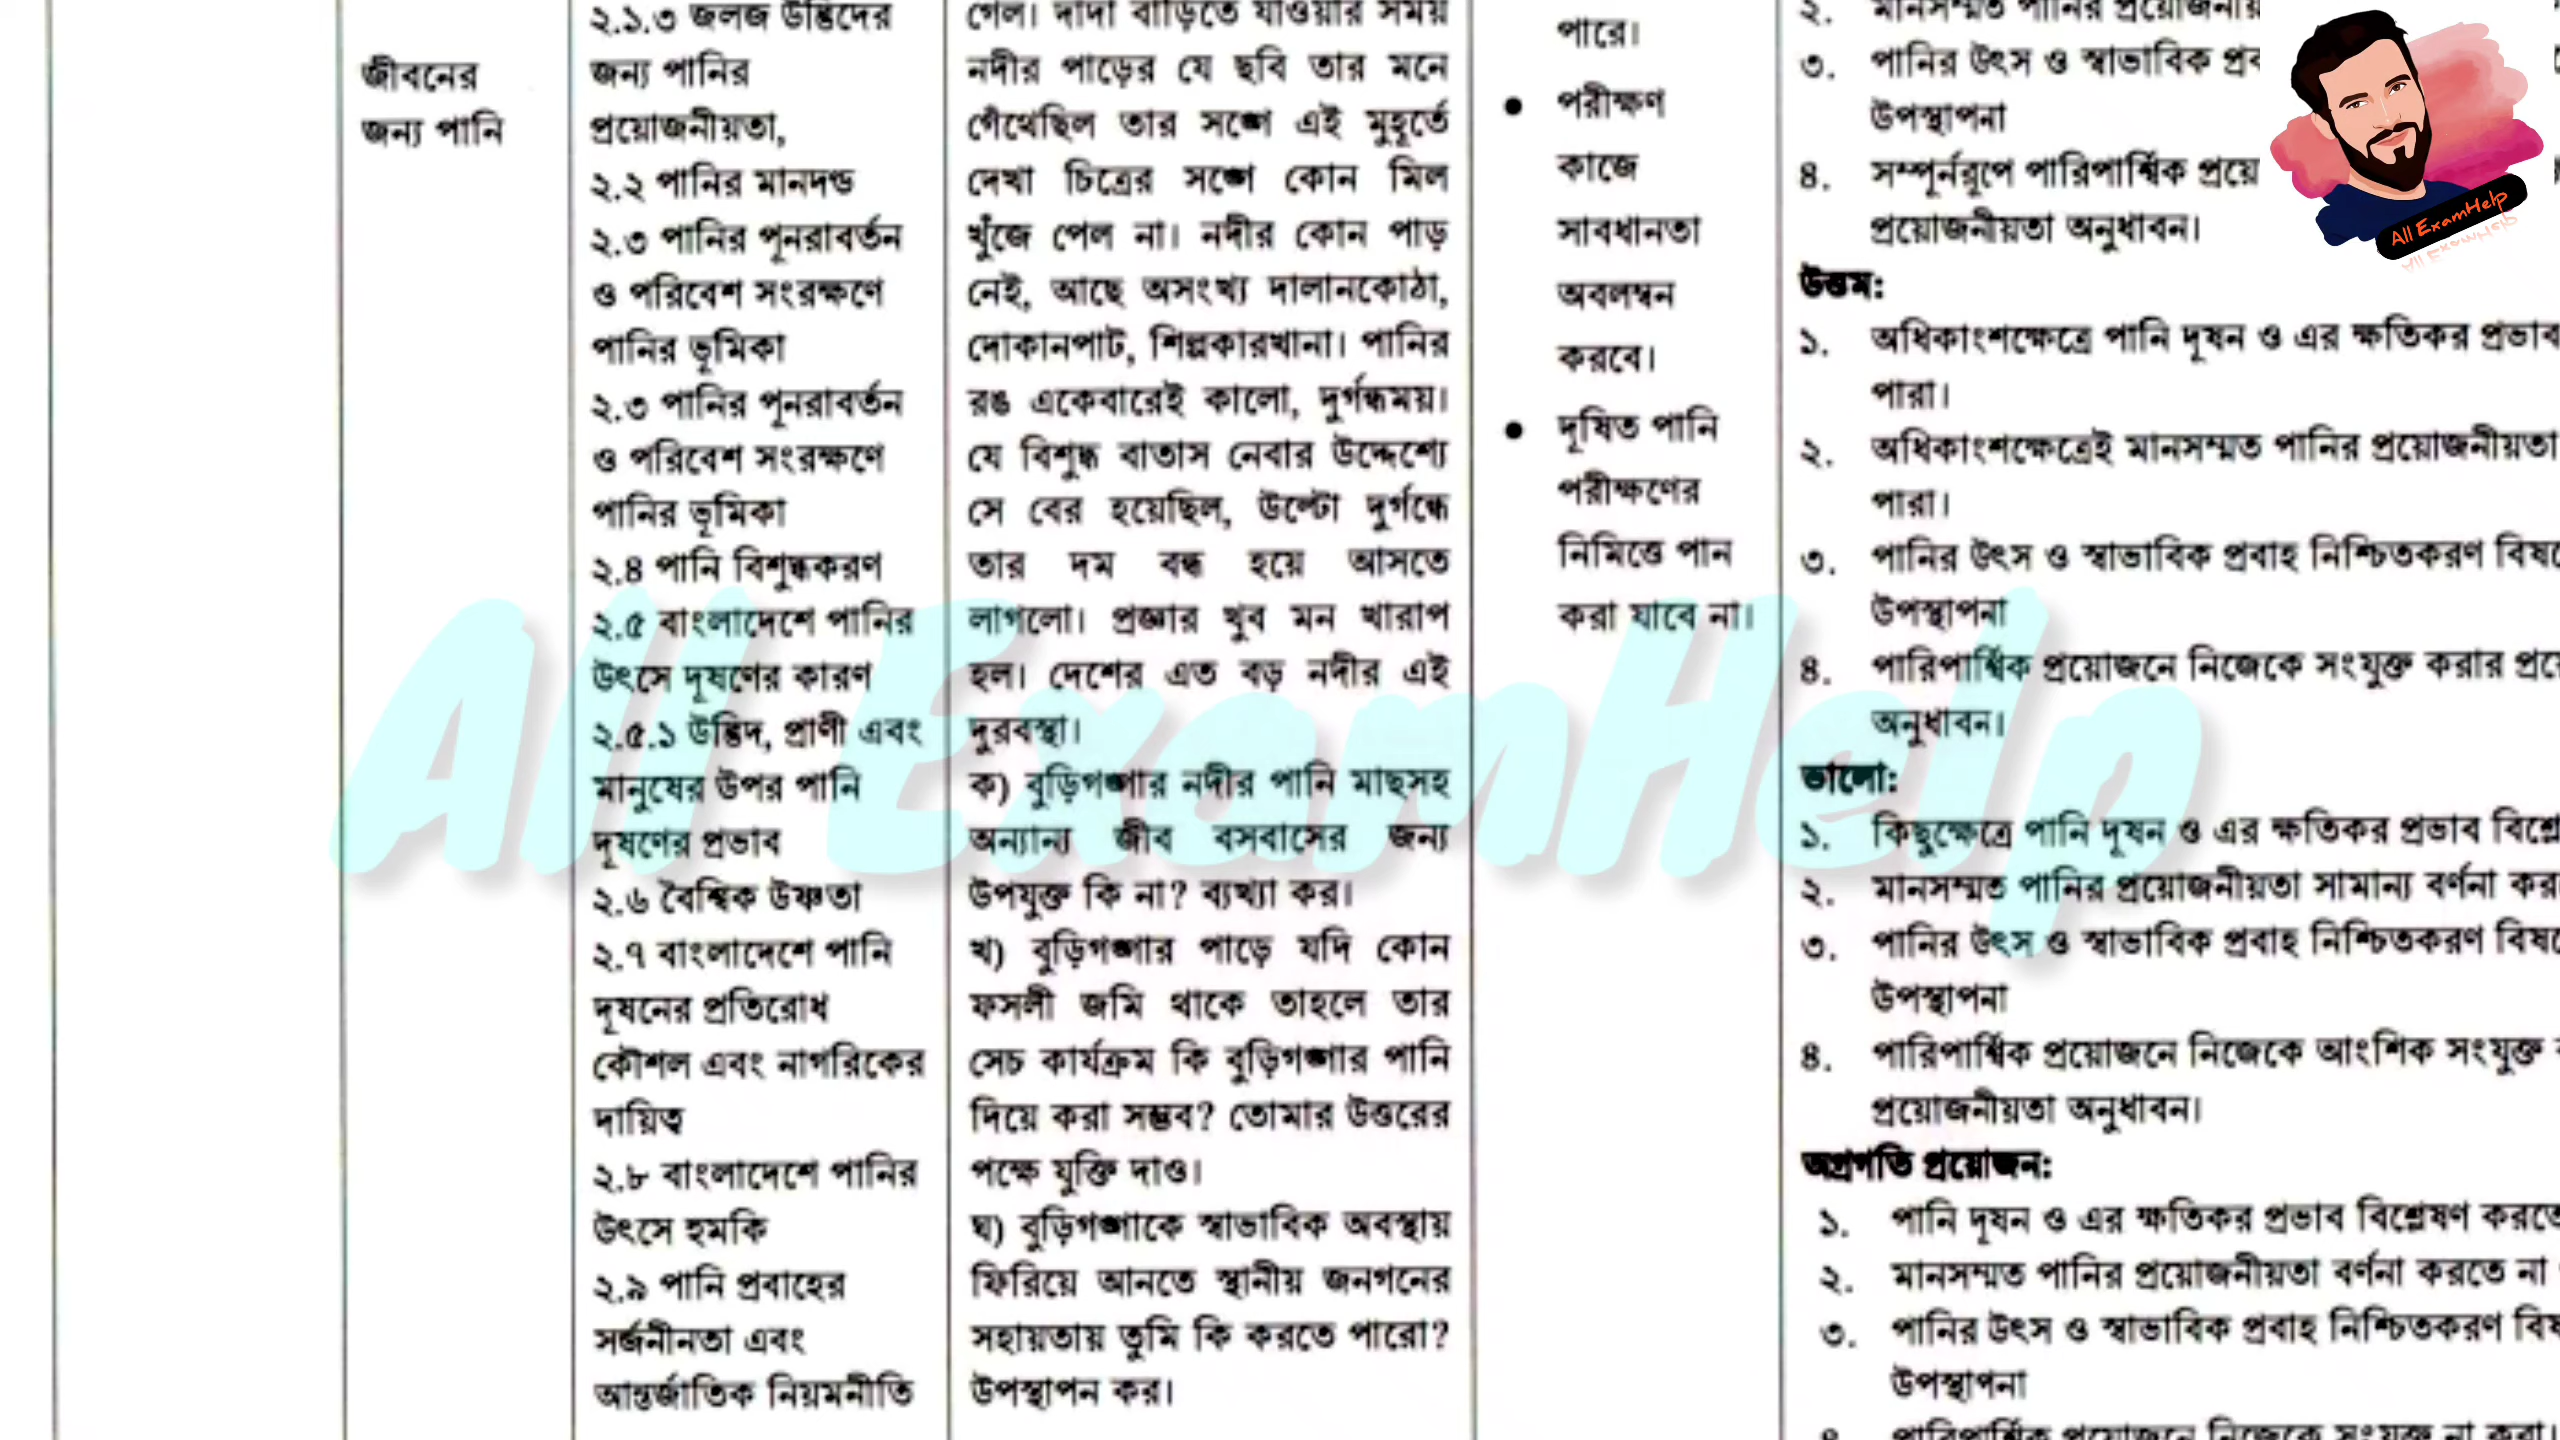 জীবনের
জন্য পানি
২.১.৩ জলজ উদ্ভিদের
জন্য পানির
প্রয়োজনীয়তা,
২.২ পানির মানদন্ড
২.৩ পানির পূনরাবর্তন
ও পরিবেশ সংরক্ষণে
পানির ভূমিকা
২.৩ পানির পূনরাবর্তন
ও পরিবেশ সংরক্ষণে
পানির ভূমিকা
২.৪ পানি বিশুদ্ধকরণ
২.৫ বাংলাদেশে পানির
উৎসে দূষণের কারণ
২.৫.১ উদ্ভিদ, প্রাণী এবং
মানুষের উপর পানি
দূষণের প্রভাব
২.৬ বৈশ্বিক উষ্ণতা
২.৭ বাংলাদেশে পানি
দূষনের প্রতিরোধ
কৌশল এবং নাগরিকের
দায়িত্ব
২.৮ বাংলাদেশে পানির
উৎসে হুমকি
২.৯ পানি প্রবাহের
সর্জনীনতা এবং
আন্তর্জাতিক নিয়মনীতি
গেল। দাদা বাড়িতে যাওয়ার সময়
নদীর পাড়ের যে ছবি তার মনে
গেঁথেছিল তার সঙ্গে এই মুহূর্তে
দেখা চিত্রের সঙ্গে কোন মিল
খুঁজে পেল না। নদীর কোন পাড়
নেই, আছে অসংখ্য দালানকোঠা,
দোকানপাট, শিল্পকারখানা। পানির
রঙ একেবারেই কালো, দুর্গন্ধময়।
যে বিশুদ্ধ বাতাস নেবার উদ্দেশ্যে
সে বের হয়েছিল, উল্টো দুর্গন্ধে
তার দম বন্ধ হয়ে আসতে
লাগলো। প্রজ্ঞার খুব মন খারাপ
হল। দেশের এত বড় নদীর এই
দুরবস্থা।
ক) বুড়িগঙ্গার নদীর পানি মাছসহ
অন্যান্য জীব বসবাসের জন্য
উপযুক্ত কি না? ব্যখ্যা কর।
খ) বুড়িগঙ্গার পাড়ে যদি কোন
ফসলী জমি থাকে তাহলে তার
সেচ কার্যক্রম কি বুড়িগঙ্গার পানি
দিয়ে করা সম্ভব? তোমার উত্তরের
পক্ষে যুক্তি দাও।
ঘ) বুড়িগঙ্গাকে স্বাভাবিক অবস্থায়
ফিরিয়ে আনতে স্থানীয় জনগনের
সহায়তায় তুমি কি করতে পারো?
উপস্থাপন কর।
পারে।
● পরীক্ষণ
কাজে
সাবধানতা
অবলম্বন
করবে।
● দূষিত পানি
পরীক্ষণের
নিমিত্তে পান
করা যাবে না।
২. মানসম্মত পানির
৩. পানির উৎস ও স্বাভাবিক
উপস্থাপনা
৪. সম্পূর্নরূপে পারিপার্শ্বিক
প্রয়োজনীয়তা অনুধাবন।
উত্তম:
১. অধিকাংশক্ষেত্রে পানি দূষন ও এর ক্ষতিকর প্রভাব
পারা।
২. অধিকাংশক্ষেত্রেই মানসম্মত পানির প্রয়োজনীয়তা
পারা।
৩. পানির উৎস ও স্বাভাবিক প্রবাহ নিশ্চিতকরণ
উপস্থাপনা
৪. পারিপার্শ্বিক প্রয়োজনে নিজেকে সংযুক্ত করার
অনুধাবন।
ভালো:
১. কিছুক্ষেত্রে পানি দূষন ও এর ক্ষতিকর প্রভাব
২. মানসম্মত পানির প্রয়োজনীয়তা সামান্য বর্ণনা
৩. পানির উৎস ও স্বাভাবিক প্রবাহ নিশ্চিতকরণ
উপস্থাপনা
৪. পারিপার্শ্বিক প্রয়োজনে নিজেকে আংশিক সংযুক্ত
প্রয়োজনীয়তা অনুধাবন।
অগ্রগতি প্রয়োজন:
১. পানি দূষন ও এর ক্ষতিকর প্রভাব বিশ্লেষণ করতে
২. মানসম্মত পানির প্রয়োজনীয়তা বর্ণনা করতে না
৩. পানির উৎস ও স্বাভাবিক প্রবাহ নিশ্চিতকরণ
উপস্থাপনা
৪. পারিপার্শ্বিক প্রয়োজনে নিজেকে সংযুক্ত না করা।
All ExamHelp
All ExamHelp